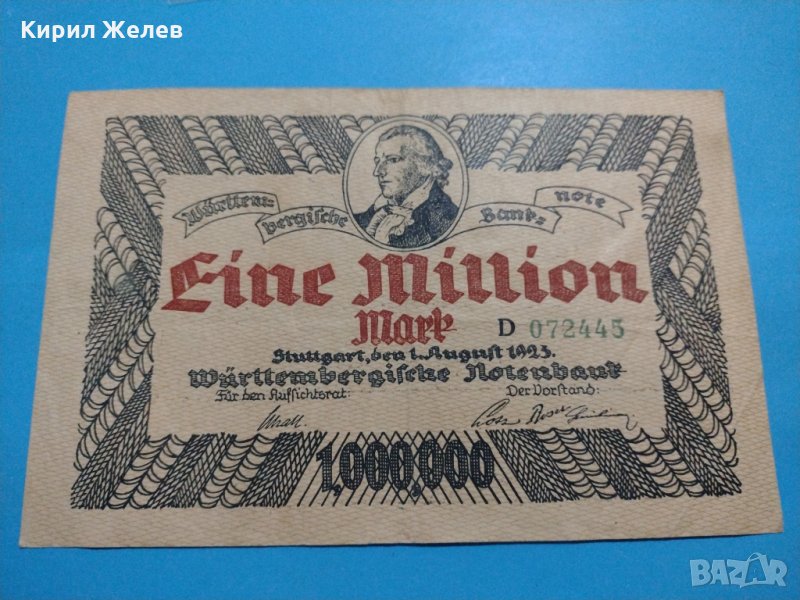 Кирил Желев
Württem-
bergische
Bank-
note
Eine Million
Mark
D 072445
Stuttgart, den 1. August 1923.
Württembergische Notenbank
Für den Aufsichtsrat: Der Vorstand:
1,000,000
BAZAR